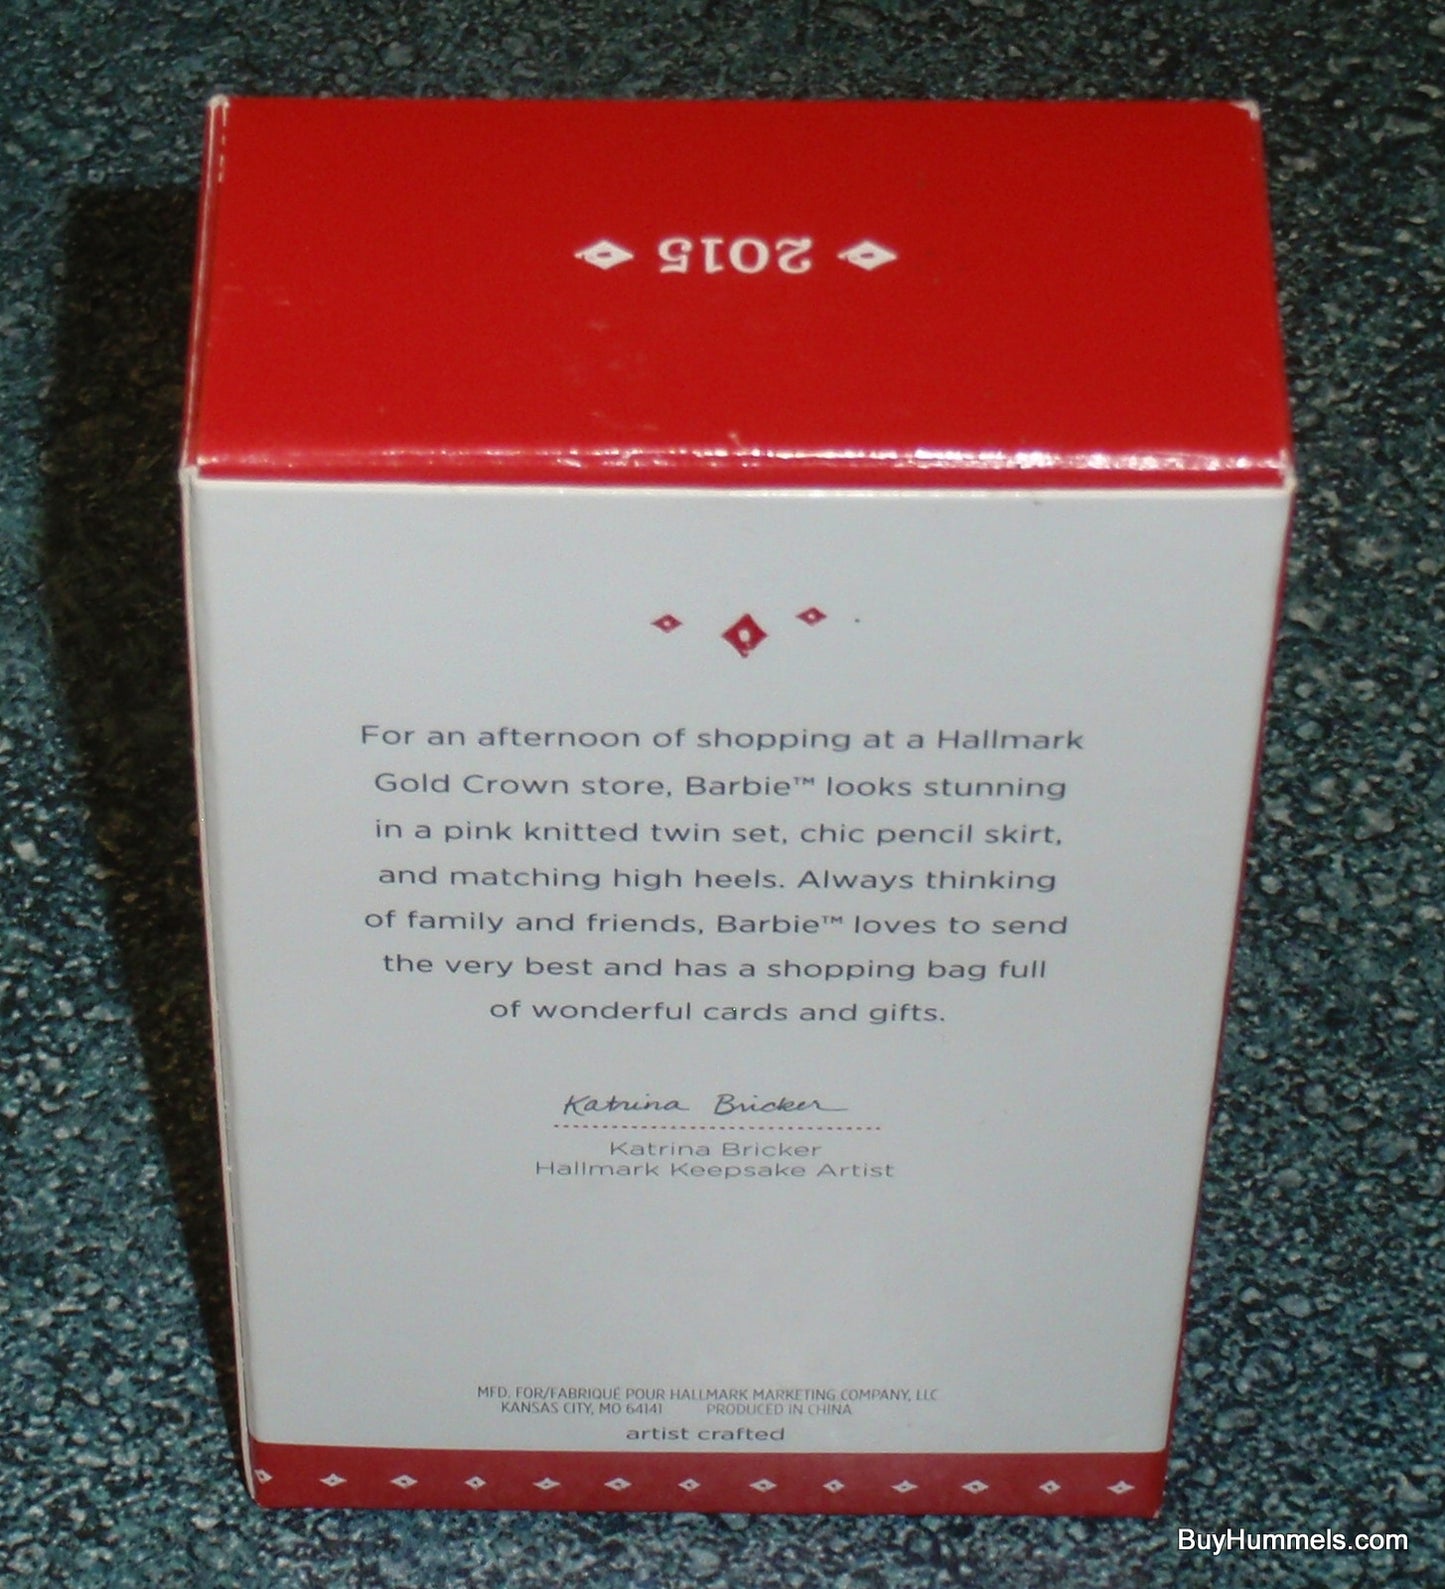 2015
For an afternoon of shopping at a Hallmark
Gold Crown store, Barbie™ looks stunning
in a pink knitted twin set, chic pencil skirt,
and matching high heels. Always thinking
of family and friends, Barbie™ loves to send
the very best and has a shopping bag full
of wonderful cards and gifts.
Katrina Bricker
Katrina Bricker
Hallmark Keepsake Artist
MFD. FOR/FABRIQUÉ POUR HALLMARK MARKETING COMPANY, LLC
KANSAS CITY, MO 64141 PRODUCED IN CHINA
artist crafted
BuyHummels.com